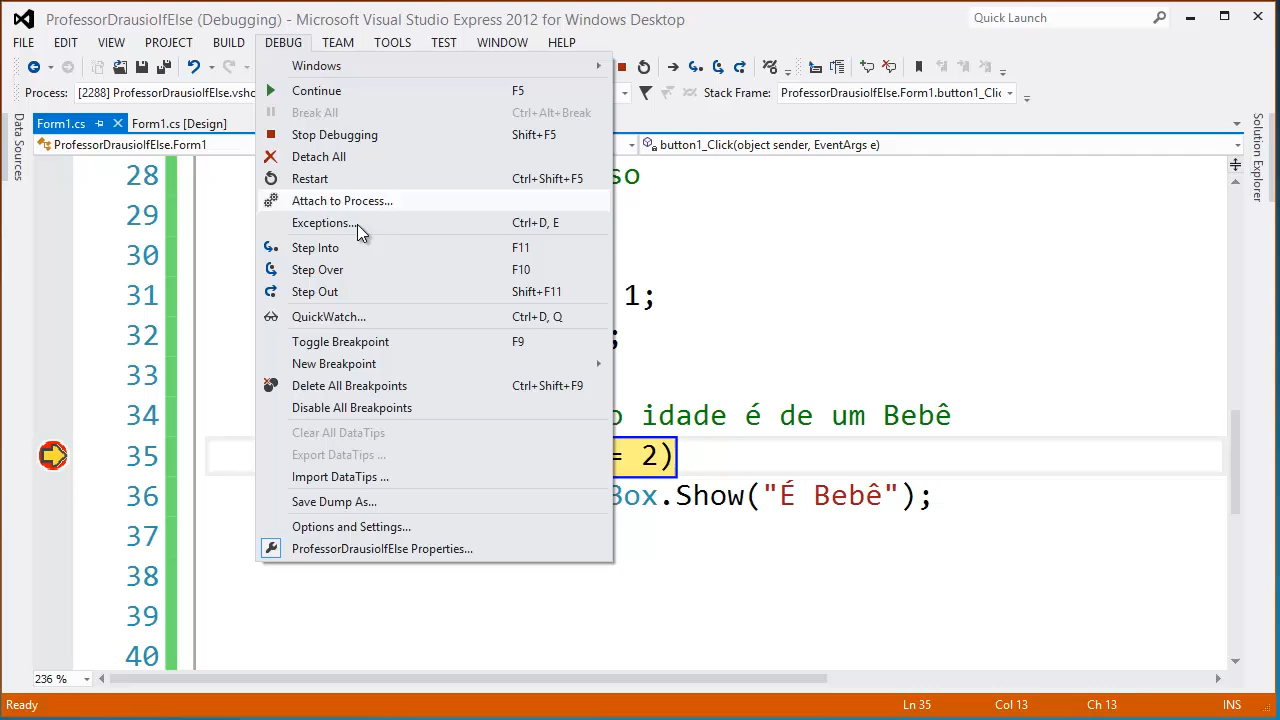 ProfessorDrausioIfElse (Debugging) - Microsoft Visual Studio Express 2012 for Windows Desktop
Quick Launch
FILE EDIT VIEW PROJECT BUILD DEBUG TEAM TOOLS TEST WINDOW HELP
Process: [2288] ProfessorDrausioIfElse.vsho
Stack Frame: ProfessorDrausioIfElse.Form1.button1_Clic
Form1.cs
Form1.cs [Design]
ProfessorDrausioIfElse.Form1
button1_Click(object sender, EventArgs e)
Data Sources
Solution Explorer
Windows
Continue F5
Break All Ctrl+Alt+Break
Stop Debugging Shift+F5
Detach All
Restart Ctrl+Shift+F5
Attach to Process...
Exceptions... Ctrl+D, E
Step Into F11
Step Over F10
Step Out Shift+F11
QuickWatch... Ctrl+D, Q
Toggle Breakpoint F9
New Breakpoint
Delete All Breakpoints Ctrl+Shift+F9
Disable All Breakpoints
Clear All DataTips
Export DataTips ...
Import DataTips ...
Save Dump As...
Options and Settings...
ProfessorDrausioIfElse Properties...
28 so
29
30
31 1;
32 ;
33
34 o idade é de um Bebê
35 = 2)
36 Box.Show("É Bebê");
37
38
39
40
236 %
Ready Ln 35 Col 13 Ch 13 INS